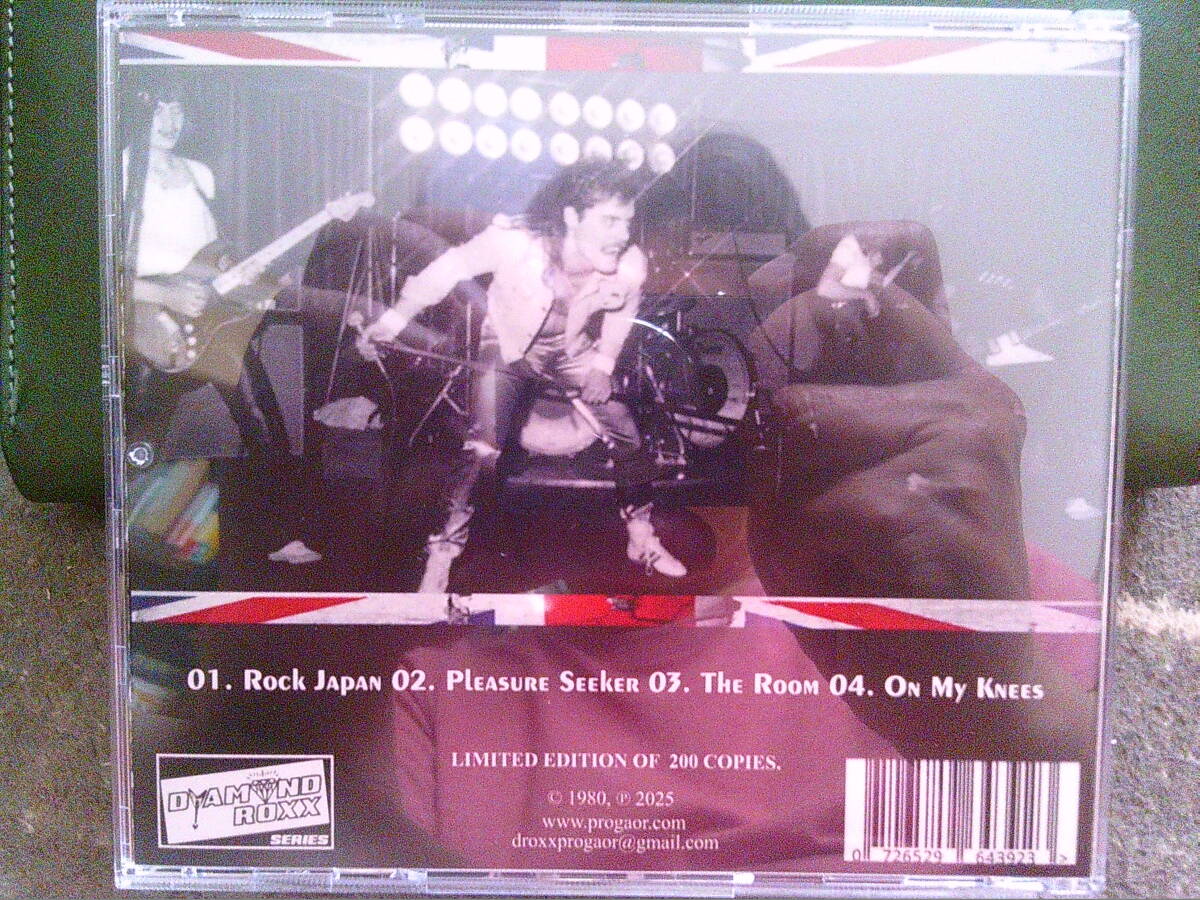 01. Rock Japan 02. Pleasure Seeker 03. The Room 04. On My Knees
LIMITED EDITION OF 200 COPIES.
© 1980, ℗ 2025
www.progaor.com
droxxprogaor@gmail.com
DIAMOND
ROXX
SERIES
0 726529 643923 >